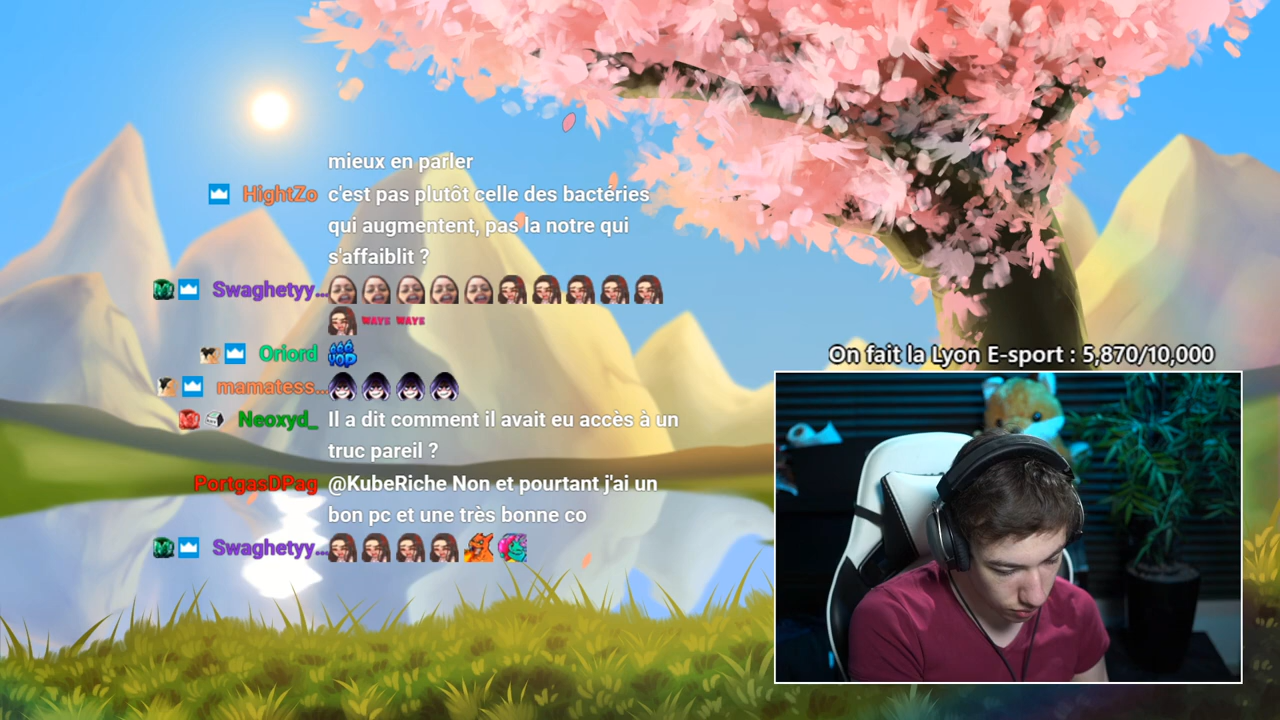 mieux en parler
HightZo c'est pas plutôt celle des bactéries
qui augmentent, pas la notre qui
s'affaiblit ?
Swaghetyy...
WAYE WAYE
Oriord
mamatess...
Neoxyd_ Il a dit comment il avait eu accès à un
truc pareil ?
PortgasDPag @KubeRiche Non et pourtant j'ai un
bon pc et une très bonne co
Swaghetyy...
On fait la Lyon E-sport : 5,870/10,000